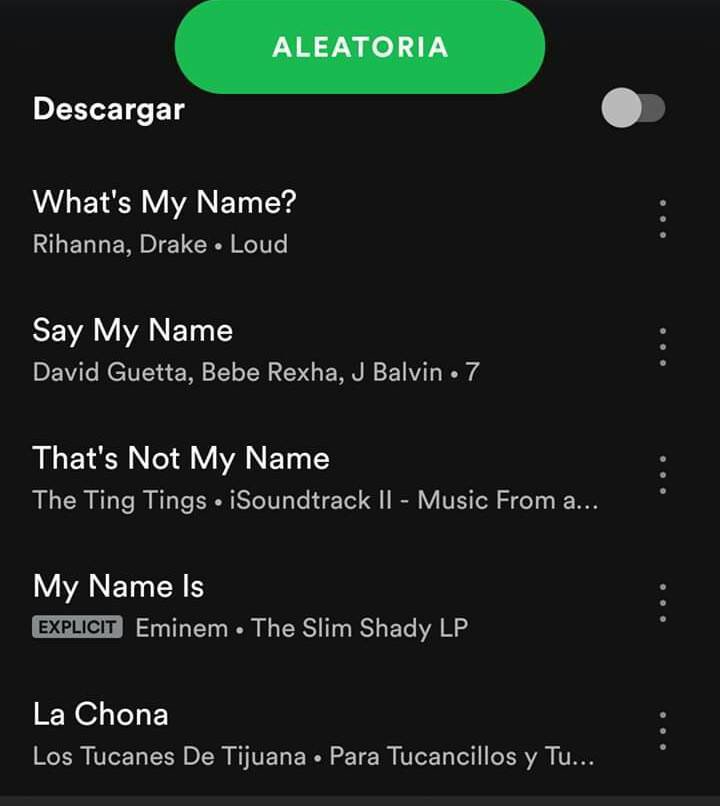 ALEATORIA
Descargar
What's My Name?
Rihanna, Drake • Loud
Say My Name
David Guetta, Bebe Rexha, J Balvin • 7
That's Not My Name
The Ting Tings • iSoundtrack II - Music From a...
My Name Is
EXPLICIT Eminem • The Slim Shady LP
La Chona
Los Tucanes De Tijuana • Para Tucancillos y Tu...